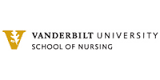 VANDERBILT UNIVERSITY
SCHOOL OF NURSING